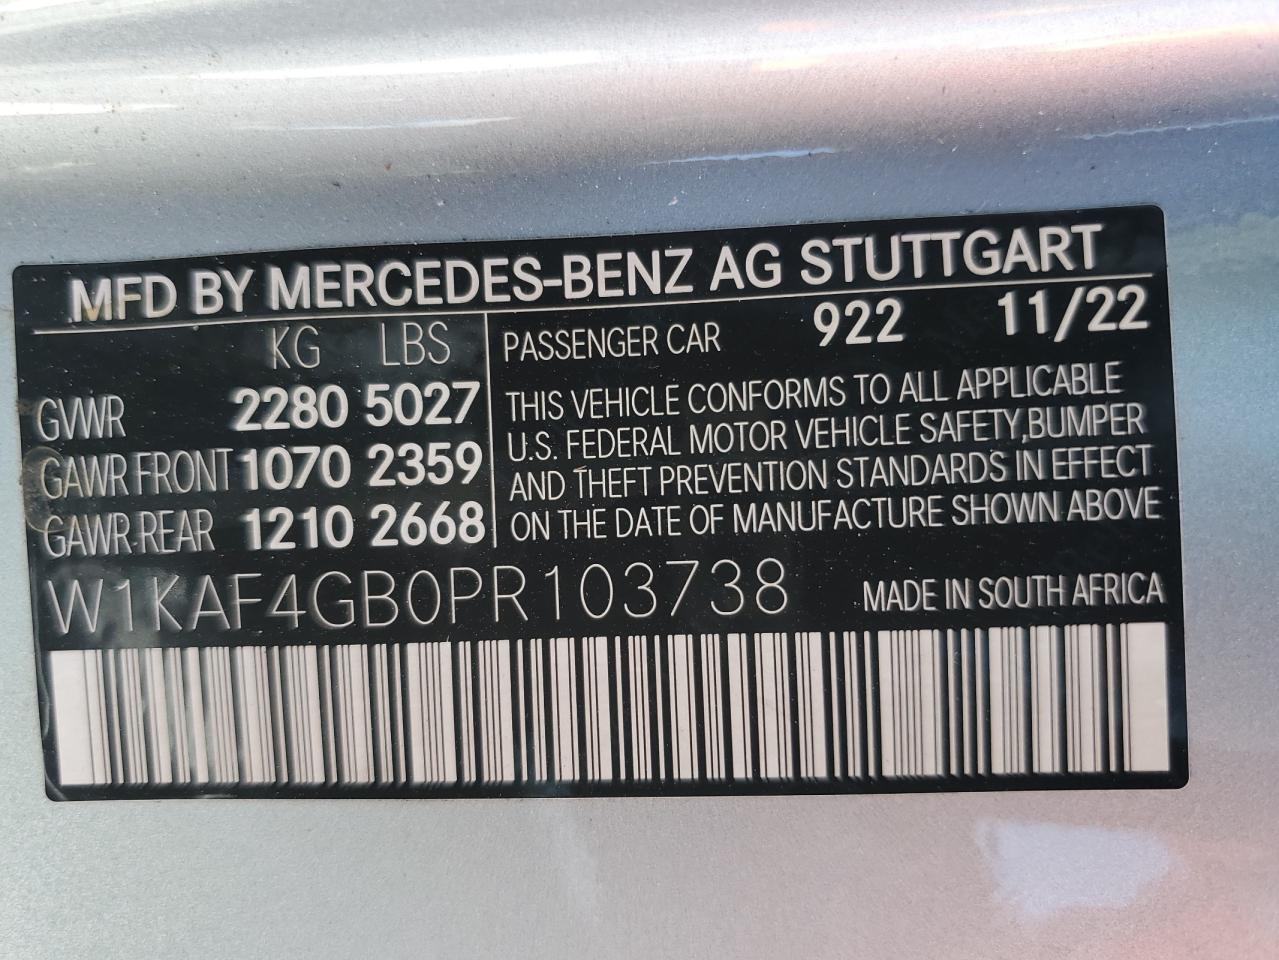 MFD BY MERCEDES-BENZ AG STUTTGART
KG LBS
PASSENGER CAR 922 11/22
GVWR 2280 5027
GAWR FRONT 1070 2359
GAWR REAR 1210 2668
THIS VEHICLE CONFORMS TO ALL APPLICABLE
U.S. FEDERAL MOTOR VEHICLE SAFETY,BUMPER
AND THEFT PREVENTION STANDARDS IN EFFECT
ON THE DATE OF MANUFACTURE SHOWN ABOVE
W1KAF4GB0PR103738 MADE IN SOUTH AFRICA